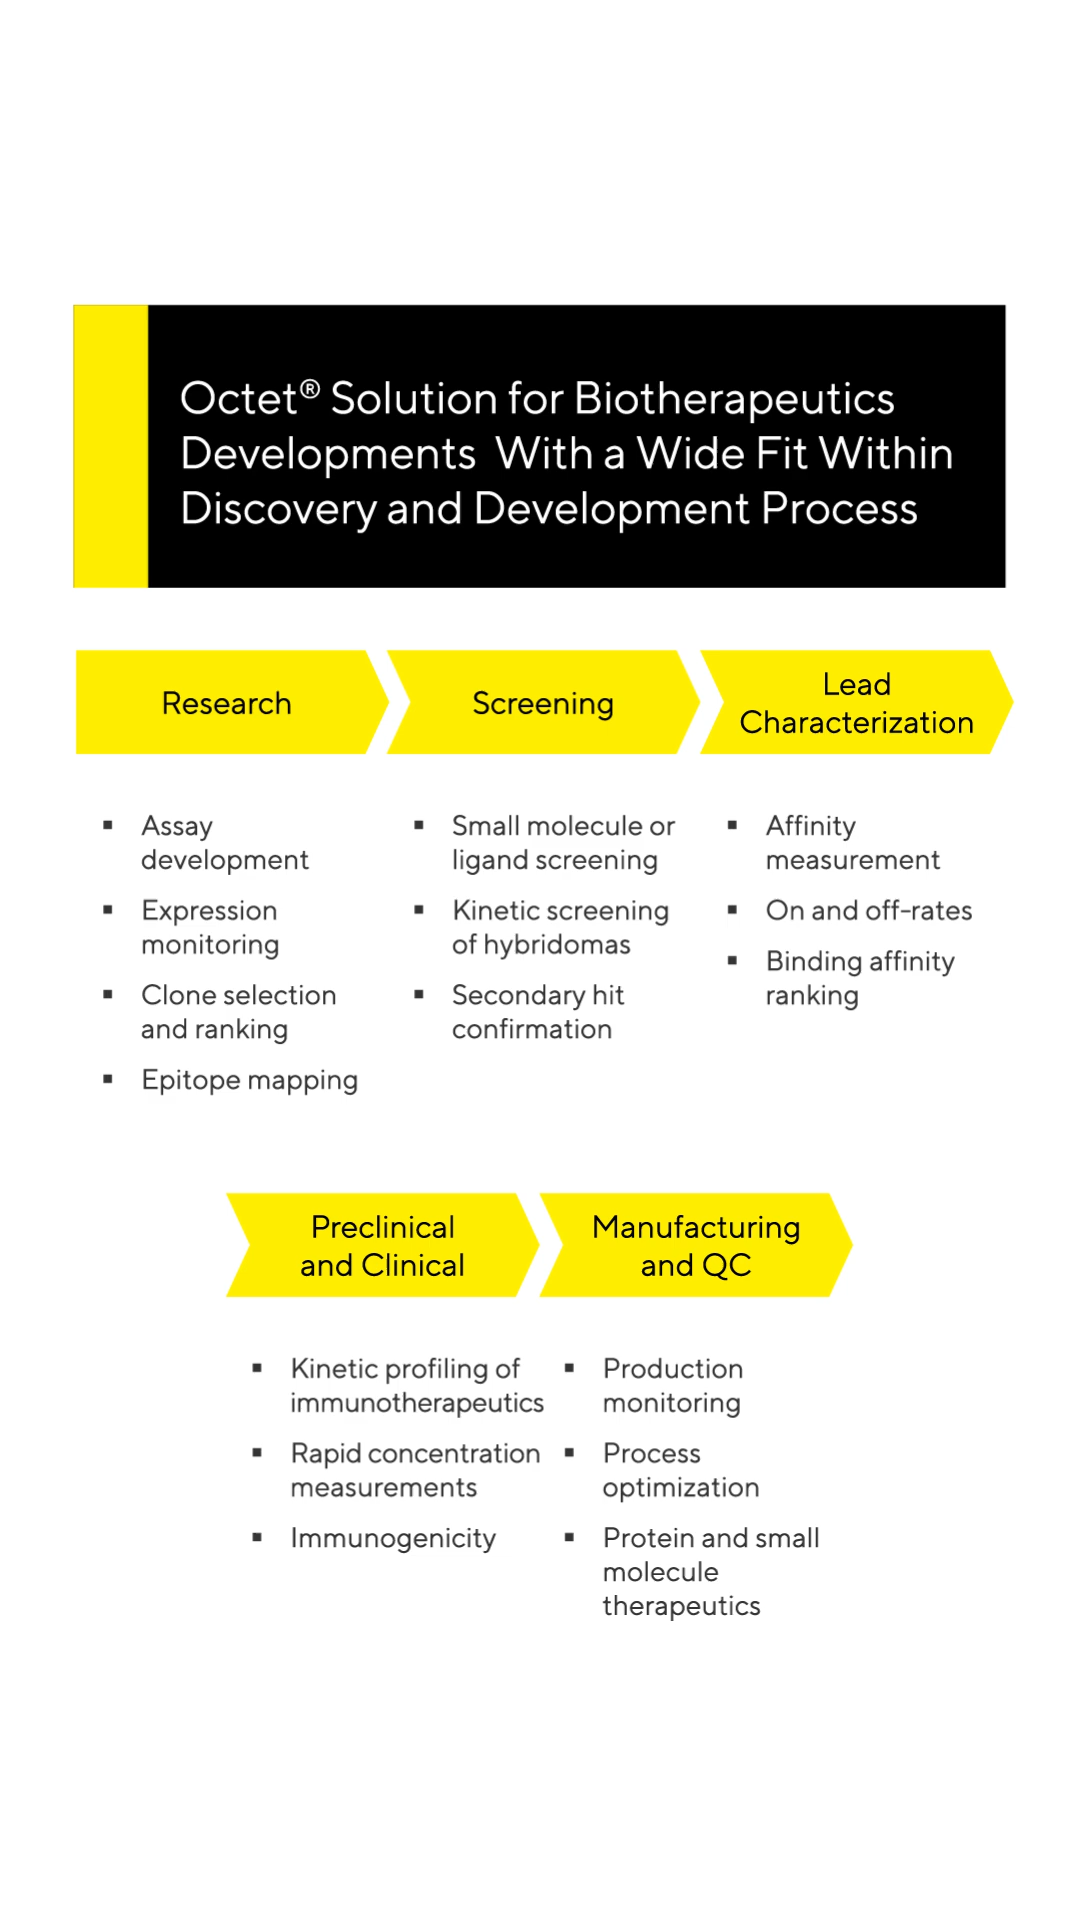 Octet® Solution for Biotherapeutics
Developments With a Wide Fit Within
Discovery and Development Process
Research
Screening
Lead
Characterization
▪ Assay
development
▪ Expression
monitoring
▪ Clone selection
and ranking
▪ Epitope mapping
▪ Small molecule or
ligand screening
▪ Kinetic screening
of hybridomas
▪ Secondary hit
confirmation
▪ Affinity
measurement
▪ On and off-rates
▪ Binding affinity
ranking
Preclinical
and Clinical
Manufacturing
and QC
▪ Kinetic profiling of
immunotherapeutics
▪ Rapid concentration
measurements
▪ Immunogenicity
▪ Production
monitoring
▪ Process
optimization
▪ Protein and small
molecule
therapeutics